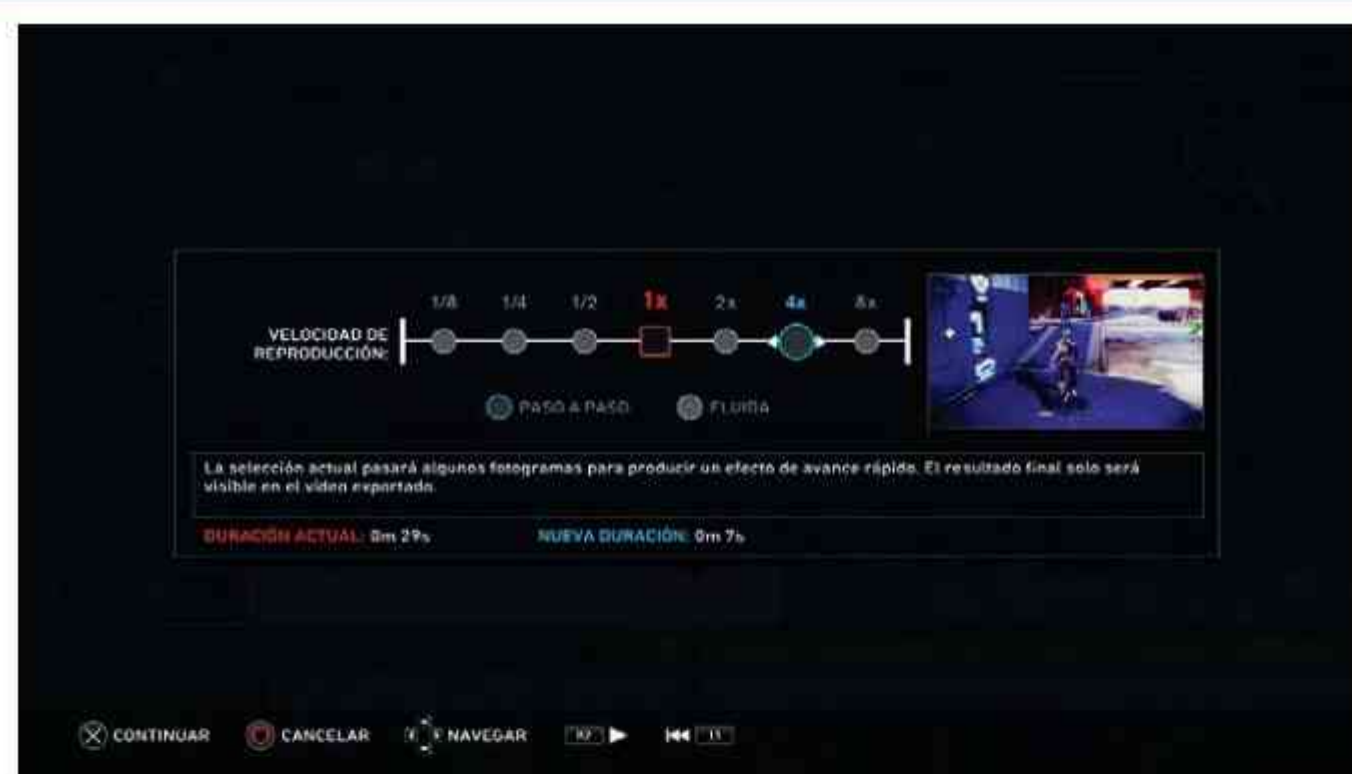 1/8 1/4 1/2 1x 2x 4x 8x
VELOCIDAD DE
REPRODUCCIÓN:
PASO A PASO FLUIDA
La selección actual pasará algunos fotogramas para producir un efecto de avance rápido. El resultado final solo será
visible en el vídeo exportado.
DURACIÓN ACTUAL: 0m 29s NUEVA DURACIÓN: 0m 7s
CONTINUAR CANCELAR NAVEGAR R2